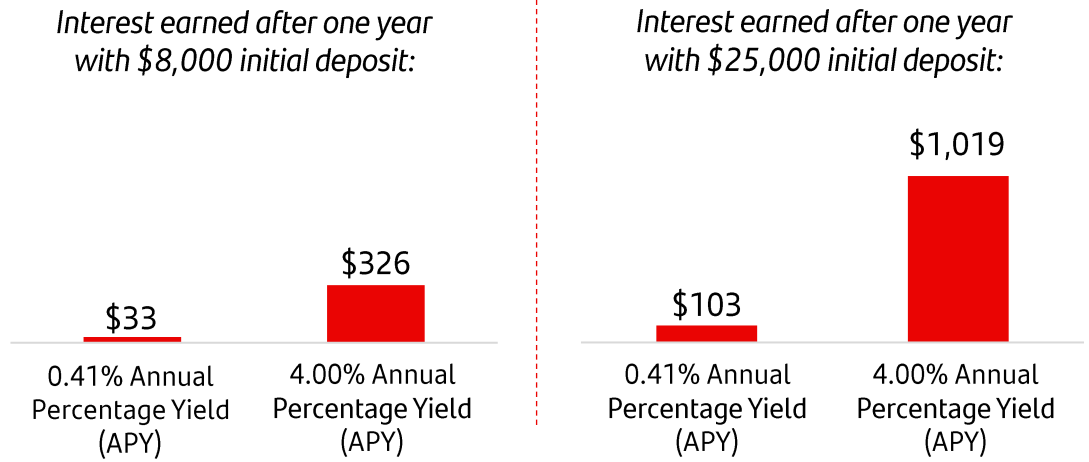 Interest earned after one year
with $8,000 initial deposit:
$33
$326
0.41% Annual
Percentage Yield
(APY)
4.00% Annual
Percentage Yield
(APY)
Interest earned after one year
with $25,000 initial deposit:
$103
$1,019
0.41% Annual
Percentage Yield
(APY)
4.00% Annual
Percentage Yield
(APY)